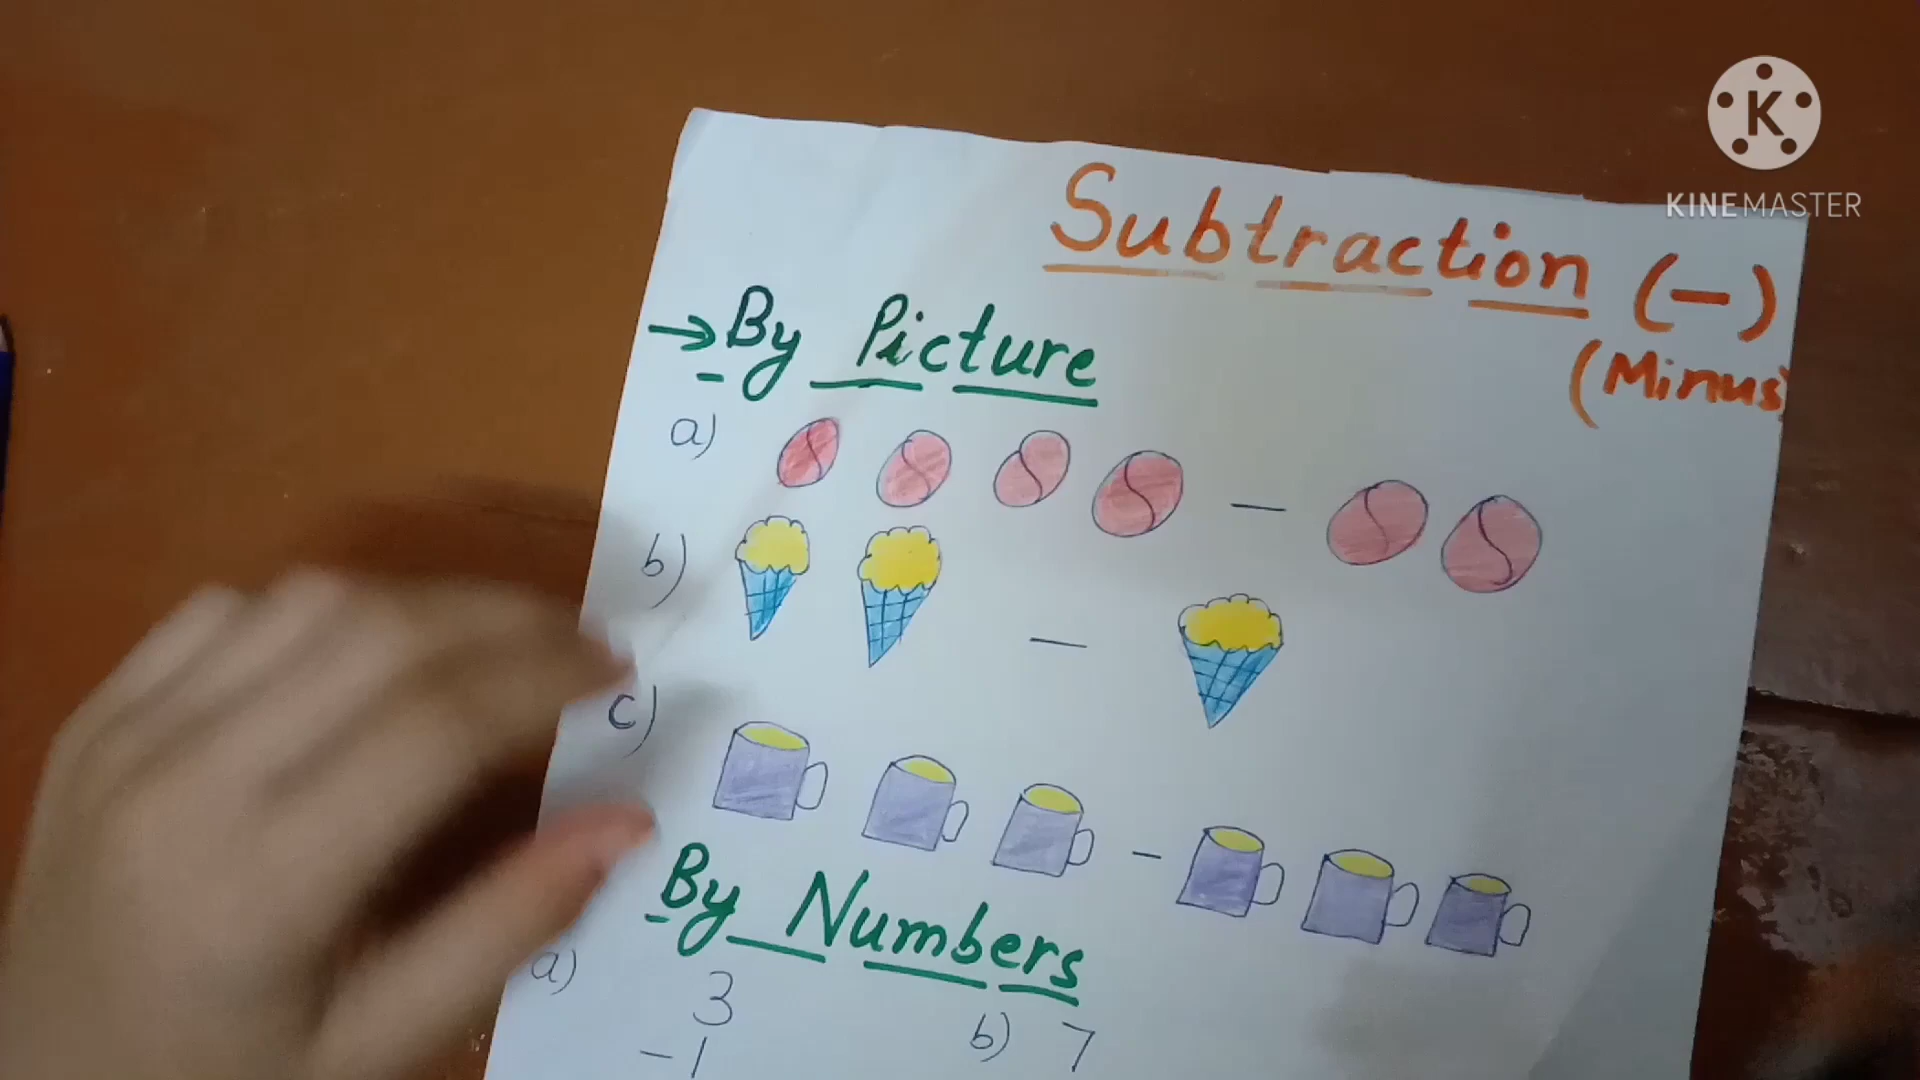 K
KINEMASTER
Subtraction (-)
(Minus)
→ By Picture
a) -
b) -
c) -
By Numbers
a) 3 b) 7
- 1